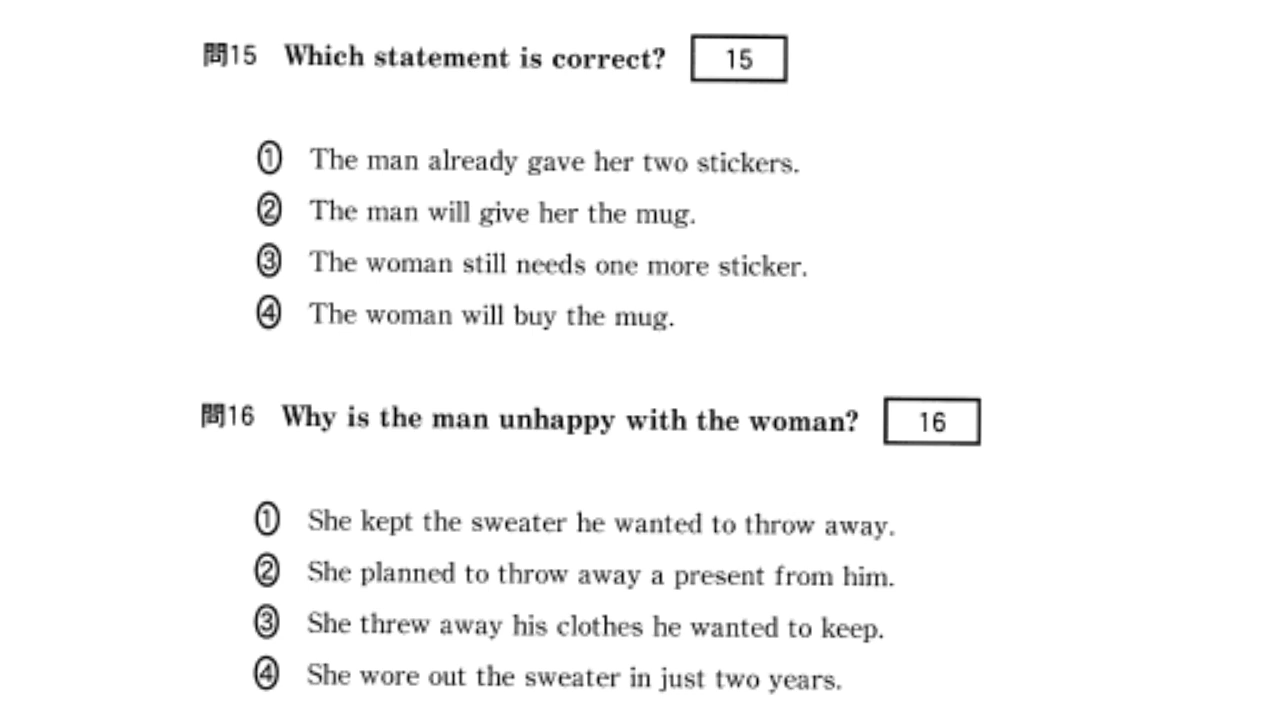 問15 Which statement is correct? 15
① The man already gave her two stickers.
② The man will give her the mug.
③ The woman still needs one more sticker.
④ The woman will buy the mug.
問16 Why is the man unhappy with the woman? 16
① She kept the sweater he wanted to throw away.
② She planned to throw away a present from him.
③ She threw away his clothes he wanted to keep.
④ She wore out the sweater in just two years.